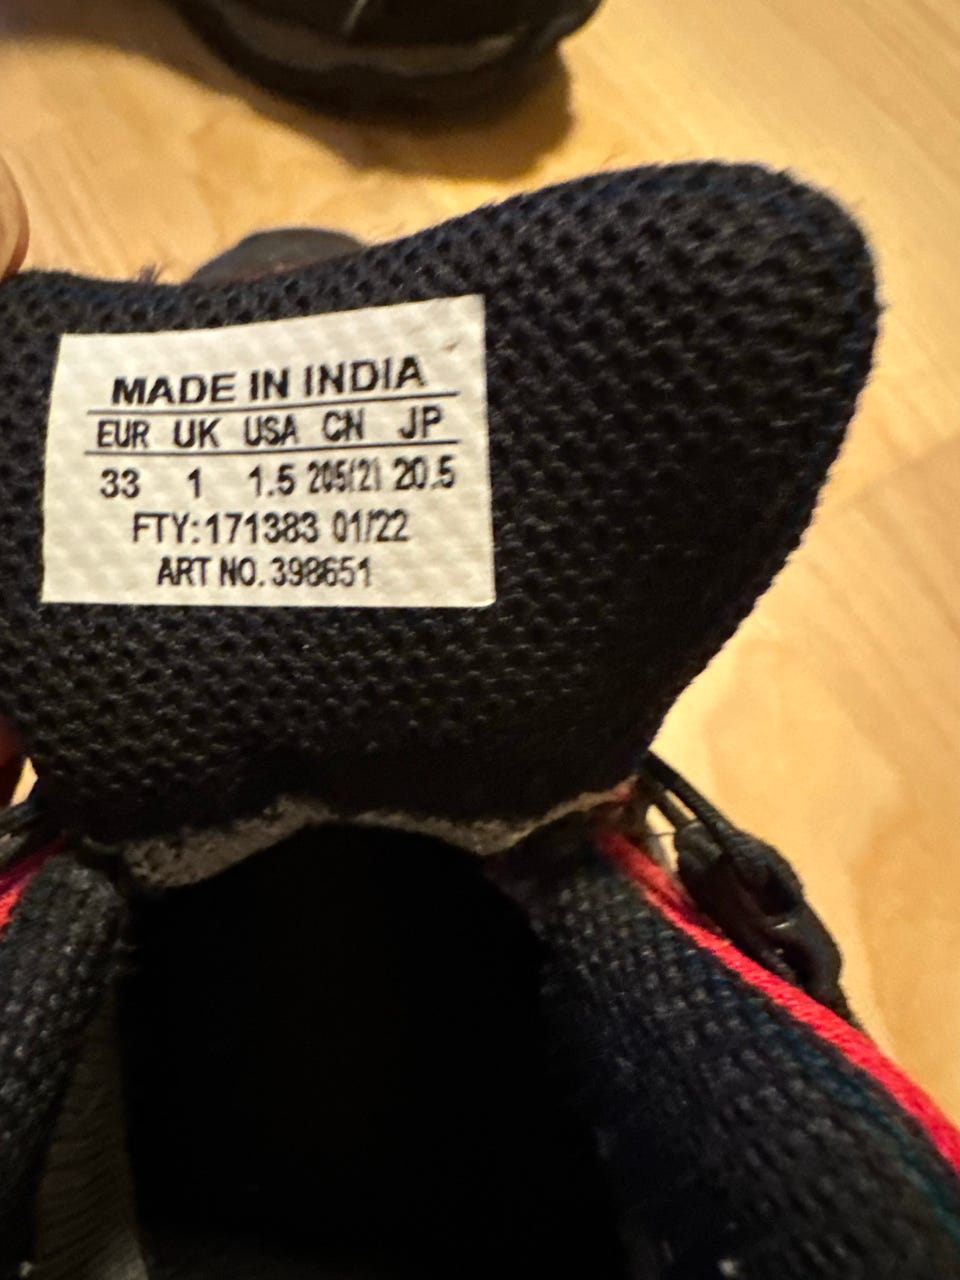 MADE IN INDIA
EUR UK USA CN JP
33 1 1.5 205(21 20.5
FTY:171383 01/22
ART NO. 398651